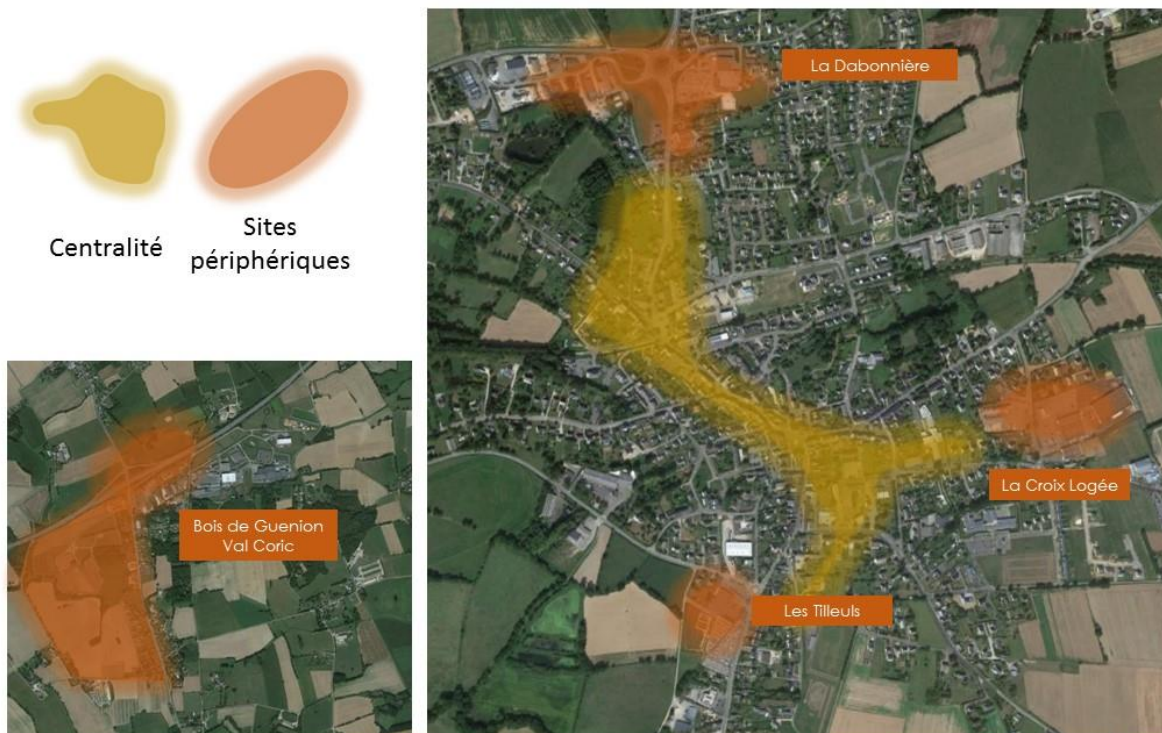 Centralité
Sites
périphériques
La Dabonnière
La Croix Logée
Les Tilleuls
Bois de Guenion
Val Coric